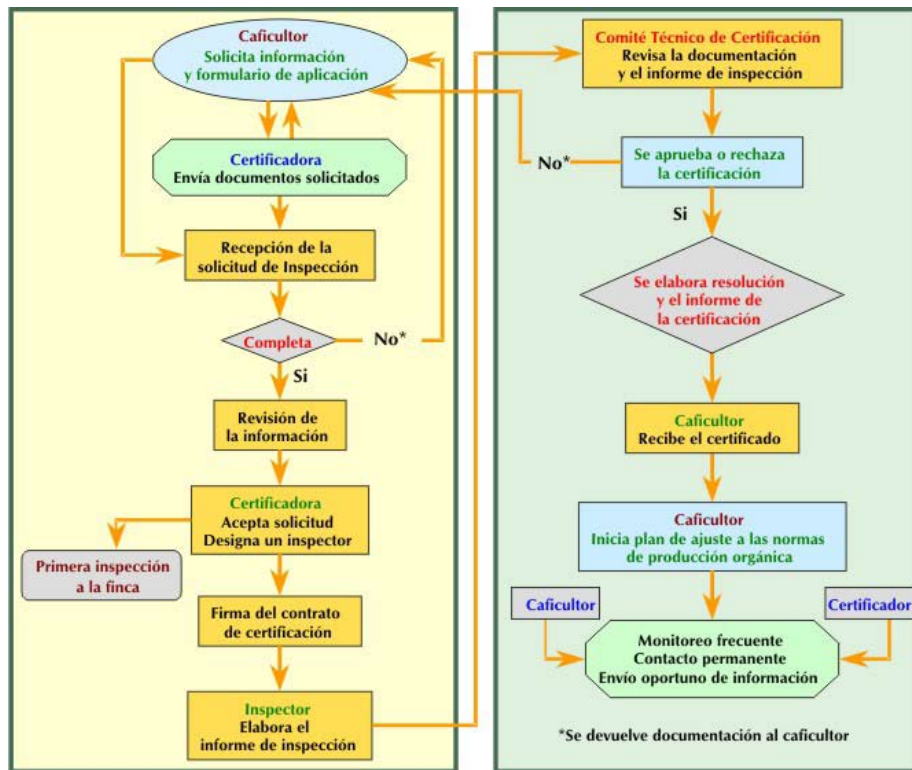 Caficultor
Solicita información
y formulario de aplicación
Certificadora
Envía documentos solicitados
Recepción de la
solicitud de Inspección
Completa
No*
Si
Revisión de
la información
Certificadora
Acepta solicitud
Designa un inspector
Primera inspección
a la finca
Firma del contrato
de certificación
Inspector
Elabora el
informe de inspección
Comité Técnico de Certificación
Revisa la documentación
y el informe de inspección
Se aprueba o rechaza
la certificación
No*
Si
Se elabora resolución
y el informe de
la certificación
Caficultor
Recibe el certificado
Caficultor
Inicia plan de ajuste a las normas
de producción orgánica
Caficultor
Certificador
Monitoreo frecuente
Contacto permanente
Envío oportuno de información
*Se devuelve documentación al caficultor